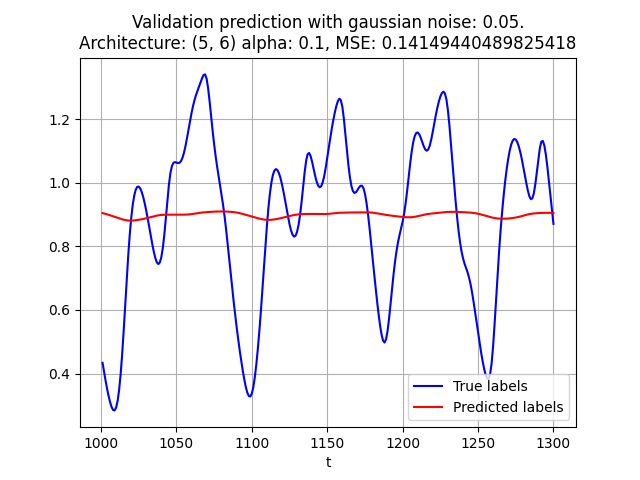 Validation prediction with gaussian noise: 0.05.
Architecture: (5, 6) alpha: 0.1, MSE: 0.14149440489825418
1.2
1.0
0.8
0.6
0.4
True labels
Predicted labels
1000
1050
1100
1150
1200
1250
1300
t